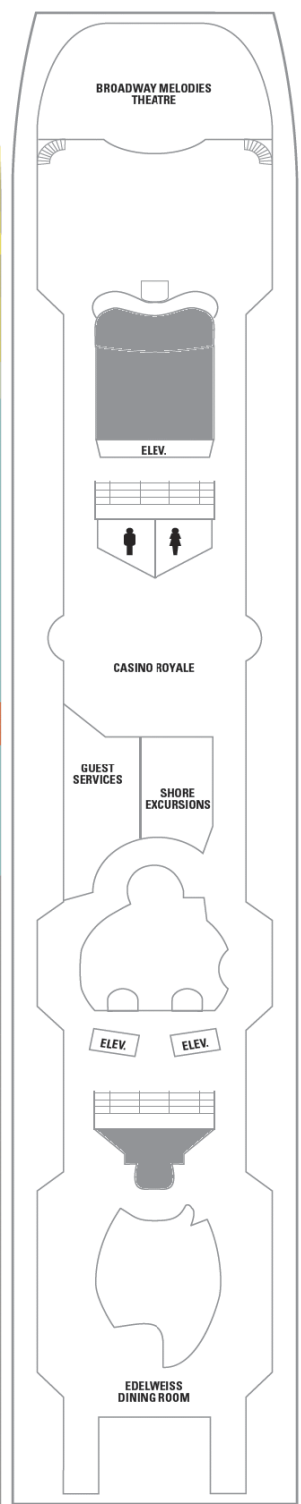 BROADWAY MELODIES
THEATRE
ELEV.
CASINO ROYALE
GUEST
SERVICES
SHORE
EXCURSIONS
ELEV.
ELEV.
EDELWEISS
DINING ROOM